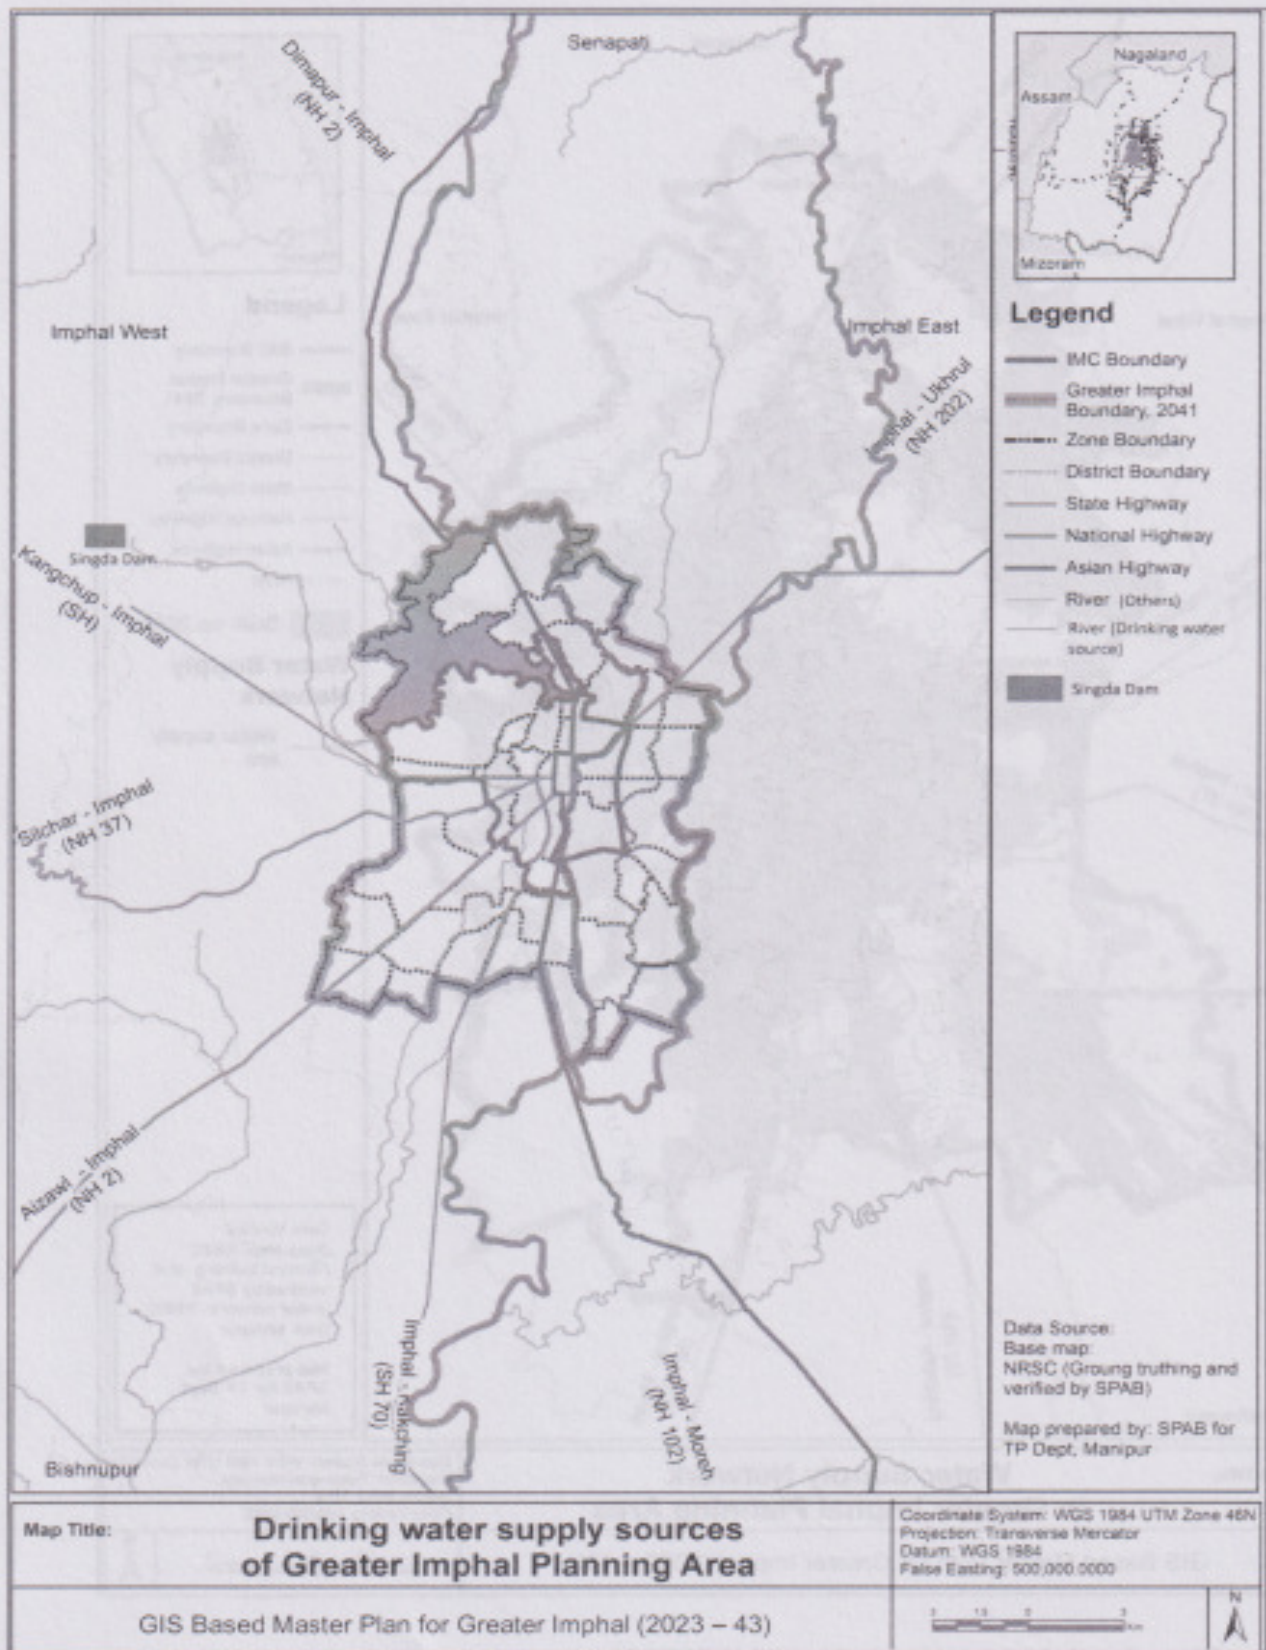 Senapati
Dimapur - Imphal
(NH 2)
Nagaland
Assam
Mizoram
Imphal West
Imphal East
Imphal - Ukhrul
(NH 202)
Legend
IMC Boundary
Greater Imphal
Boundary, 2041
Zone Boundary
District Boundary
State Highway
National Highway
Asian Highway
River (Others)
River (Drinking water
source)
Singda Dam
Singda Dam
Kangchup - Imphal
(SH)
Silchar - Imphal
(NH 37)
Aizawl - Imphal
(NH 2)
Imphal - Kakching
(SH 70)
Imphal - Moreh
(NH 102)
Bishnupur
Data Source:
Base map:
NRSC (Groung truthing and
verified by SPAB)
Map prepared by: SPAB for
TP Dept, Manipur
Map Title:
Drinking water supply sources
of Greater Imphal Planning Area
Coordinate System: WGS 1984 UTM Zone 46N
Projection: Transverse Mercator
Datum: WGS 1984
False Easting: 500,000.0000
GIS Based Master Plan for Greater Imphal (2023 – 43)
3 1.5 0 3
Km
N